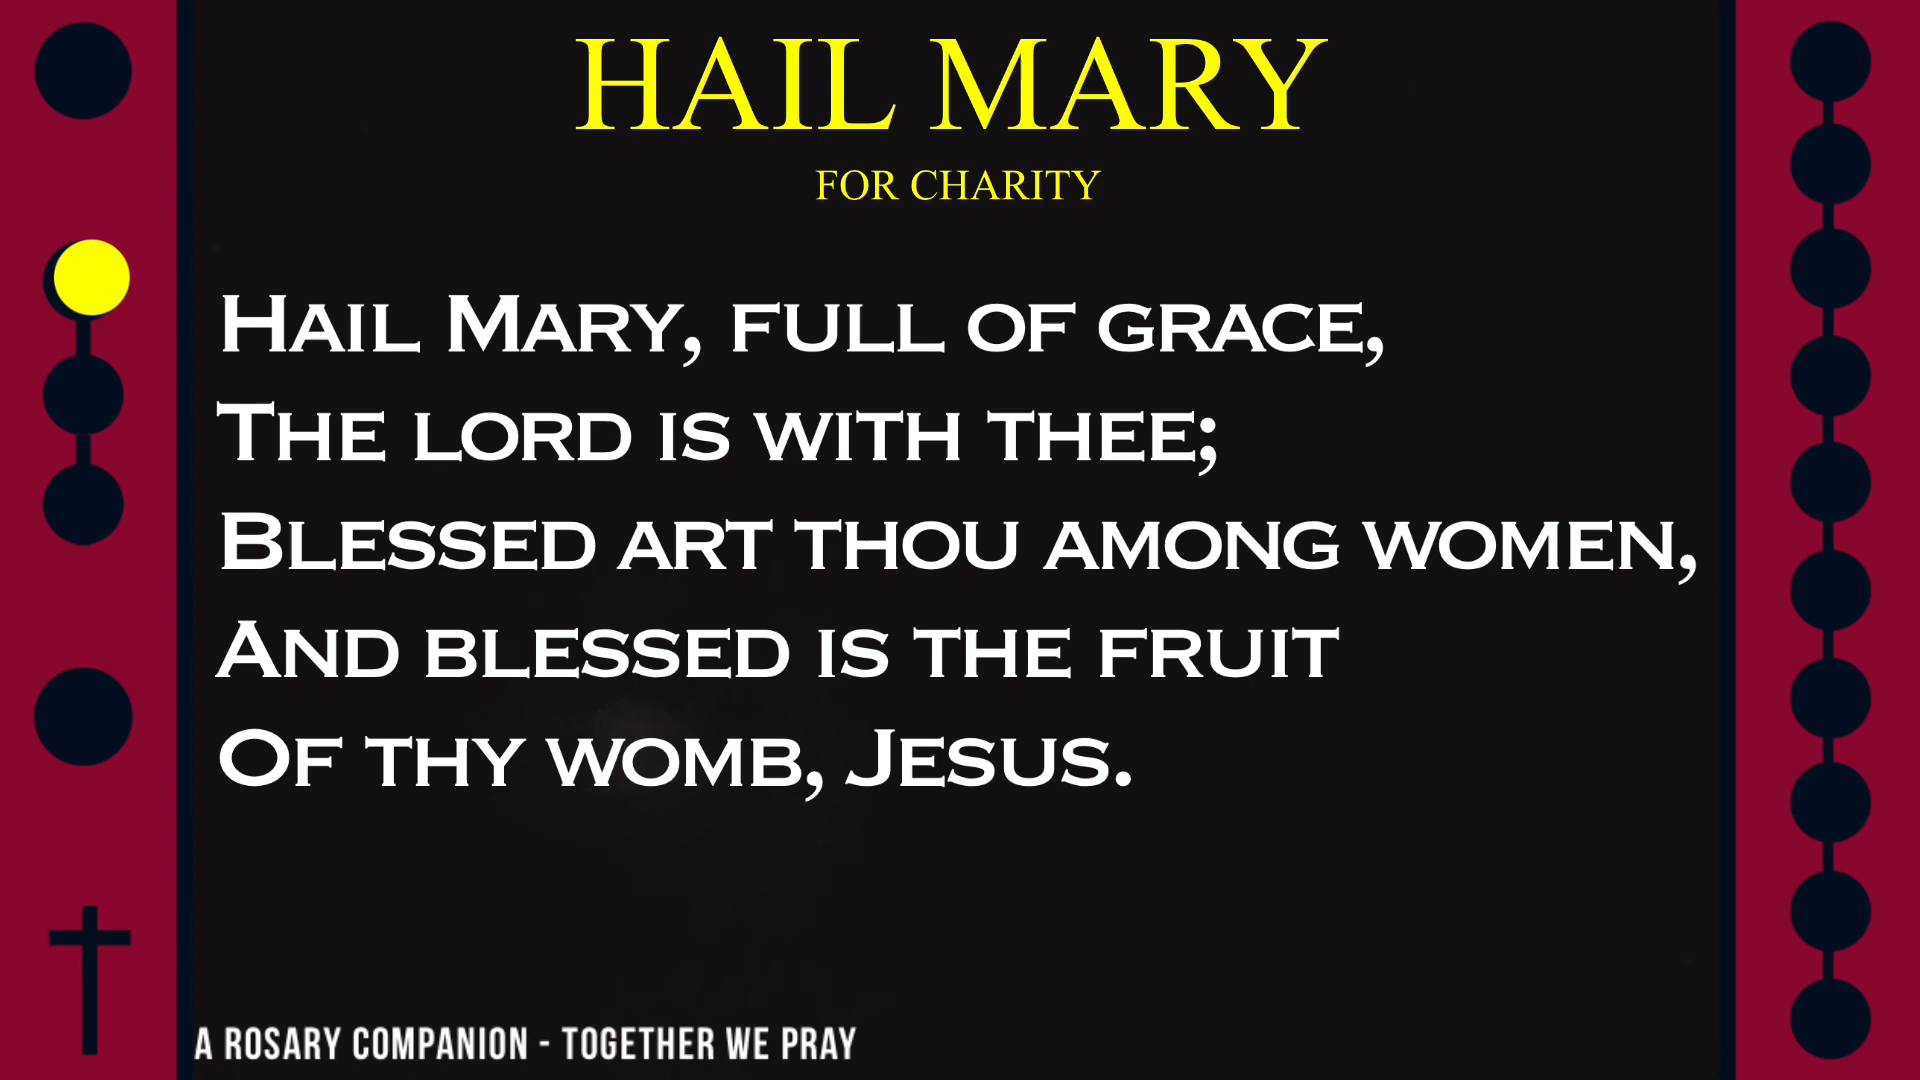 HAIL MARY
FOR CHARITY
Hail Mary, full of grace,
The lord is with thee;
Blessed art thou among women,
And blessed is the fruit
Of thy womb, Jesus.
A ROSARY COMPANION - TOGETHER WE PRAY